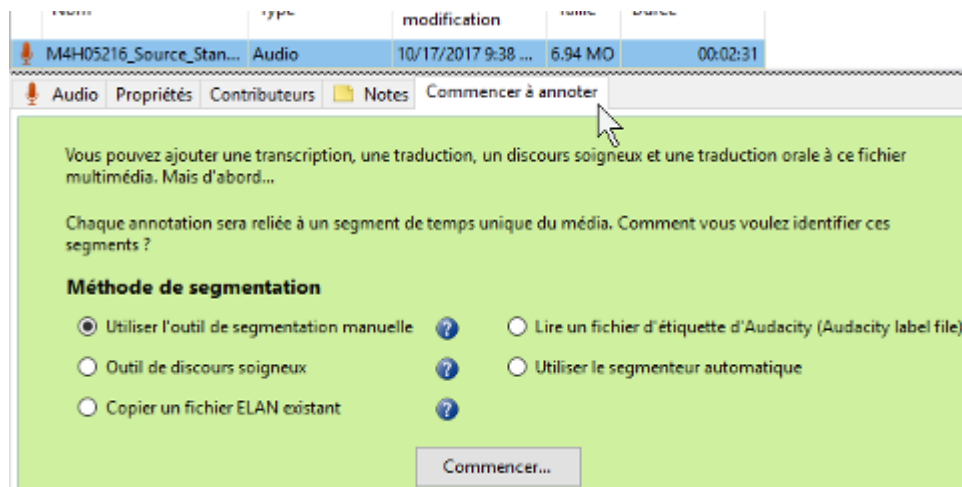 Nom Type modification Taille Durée
M4H05216_Source_Stan... Audio 10/17/2017 9:38 ... 6.94 MO 00:02:31
Audio Propriétés Contributeurs Notes Commencer à annoter
Vous pouvez ajouter une transcription, une traduction, un discours soigneux et une traduction orale à ce fichier
multimédia. Mais d'abord...
Chaque annotation sera reliée à un segment de temps unique du média. Comment vous voulez identifier ces
segments ?
Méthode de segmentation
Utiliser l'outil de segmentation manuelle ? Lire un fichier d'étiquette d'Audacity (Audacity label file)
Outil de discours soigneux ? Utiliser le segmenteur automatique
Copier un fichier ELAN existant ?
Commencer...